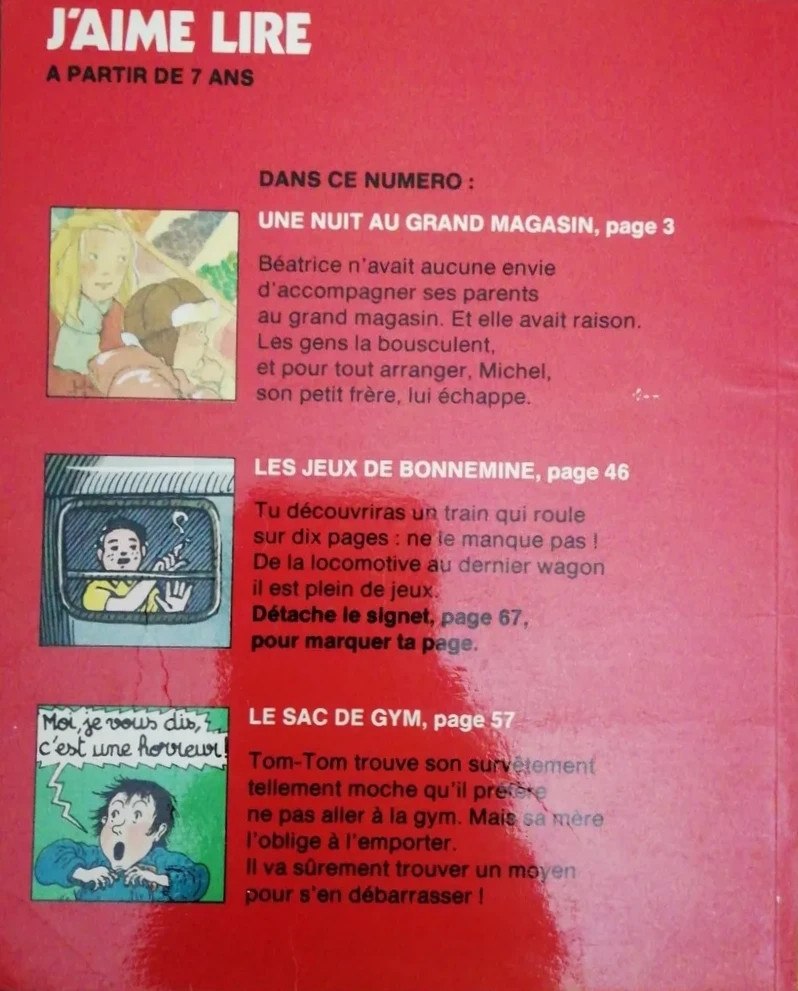 J'AIME LIRE
A PARTIR DE 7 ANS
DANS CE NUMERO :
UNE NUIT AU GRAND MAGASIN, page 3
Béatrice n'avait aucune envie
d'accompagner ses parents
au grand magasin. Et elle avait raison.
Les gens la bousculent,
et pour tout arranger, Michel,
son petit frère, lui échappe.
LES JEUX DE BONNEMINE, page 46
Tu découvriras un train qui roule
sur dix pages : ne le manque pas !
De la locomotive au dernier wagon
il est plein de jeux.
Détache le signet, page 67,
pour marquer ta page.
Moi, je vous dis,
c'est une horreur!
LE SAC DE GYM, page 57
Tom-Tom trouve son survêtement
tellement moche qu'il préfère
ne pas aller à la gym. Mais sa mère
l'oblige à l'emporter.
Il va sûrement trouver un moyen
pour s'en débarrasser !